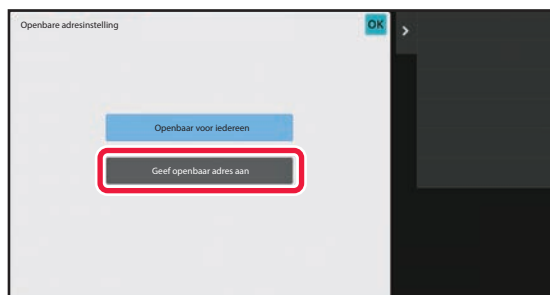 Openbare adresinstelling
OK
Openbaar voor iedereen
Geef openbaar adres aan